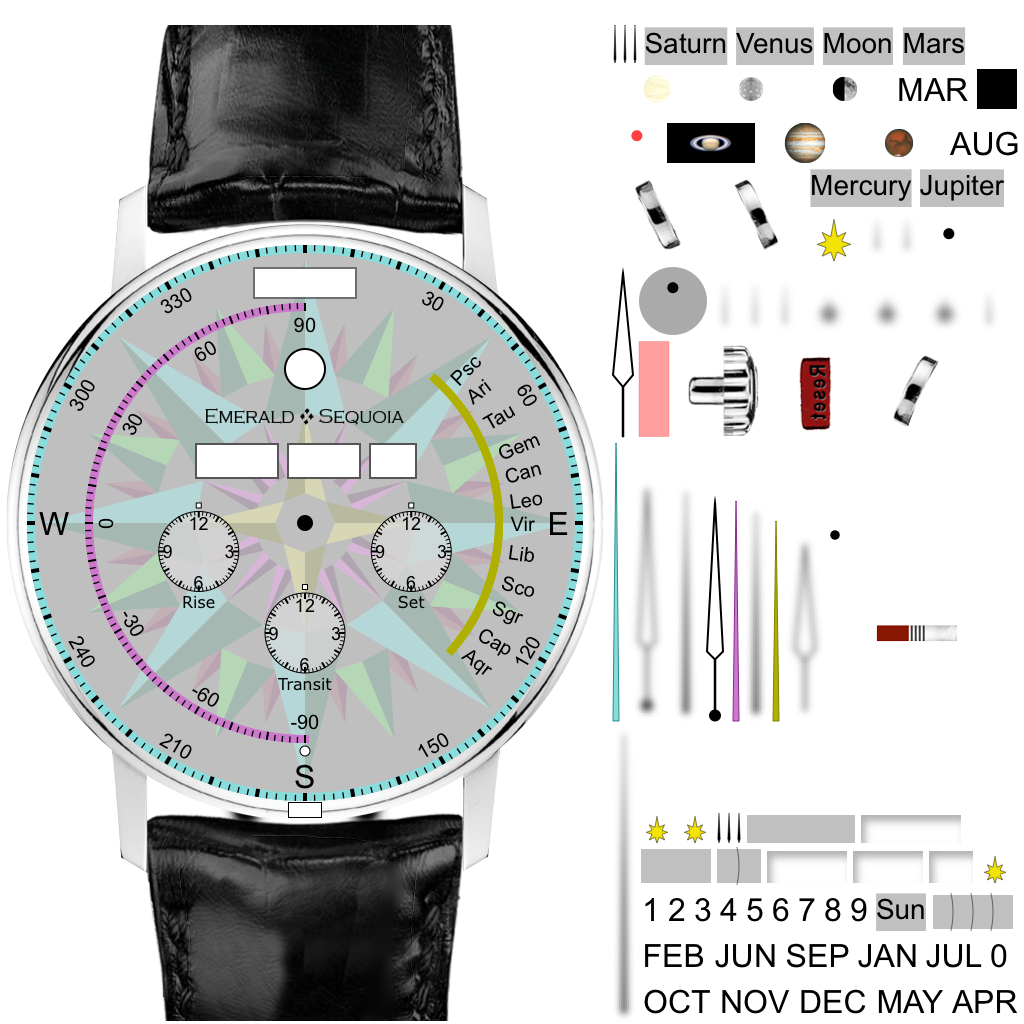 Saturn Venus Moon Mars
MAR
AUG
Mercury Jupiter
330 30
90
60
300 60
30
EMERALD SEQUOIA
Psc
Ari
Tau
Gem
Can
Leo
Vir
Lib
Sco
Sgr
Cap
Aqr
Reset
W 0 E
12 3 6 9
Rise
12 3 6 9
Set
12 3 6 9
Transit
-30
240 120
-60
-90
210 150
S
1 2 3 4 5 6 7 8 9 Sun
FEB JUN SEP JAN JUL 0
OCT NOV DEC MAY APR